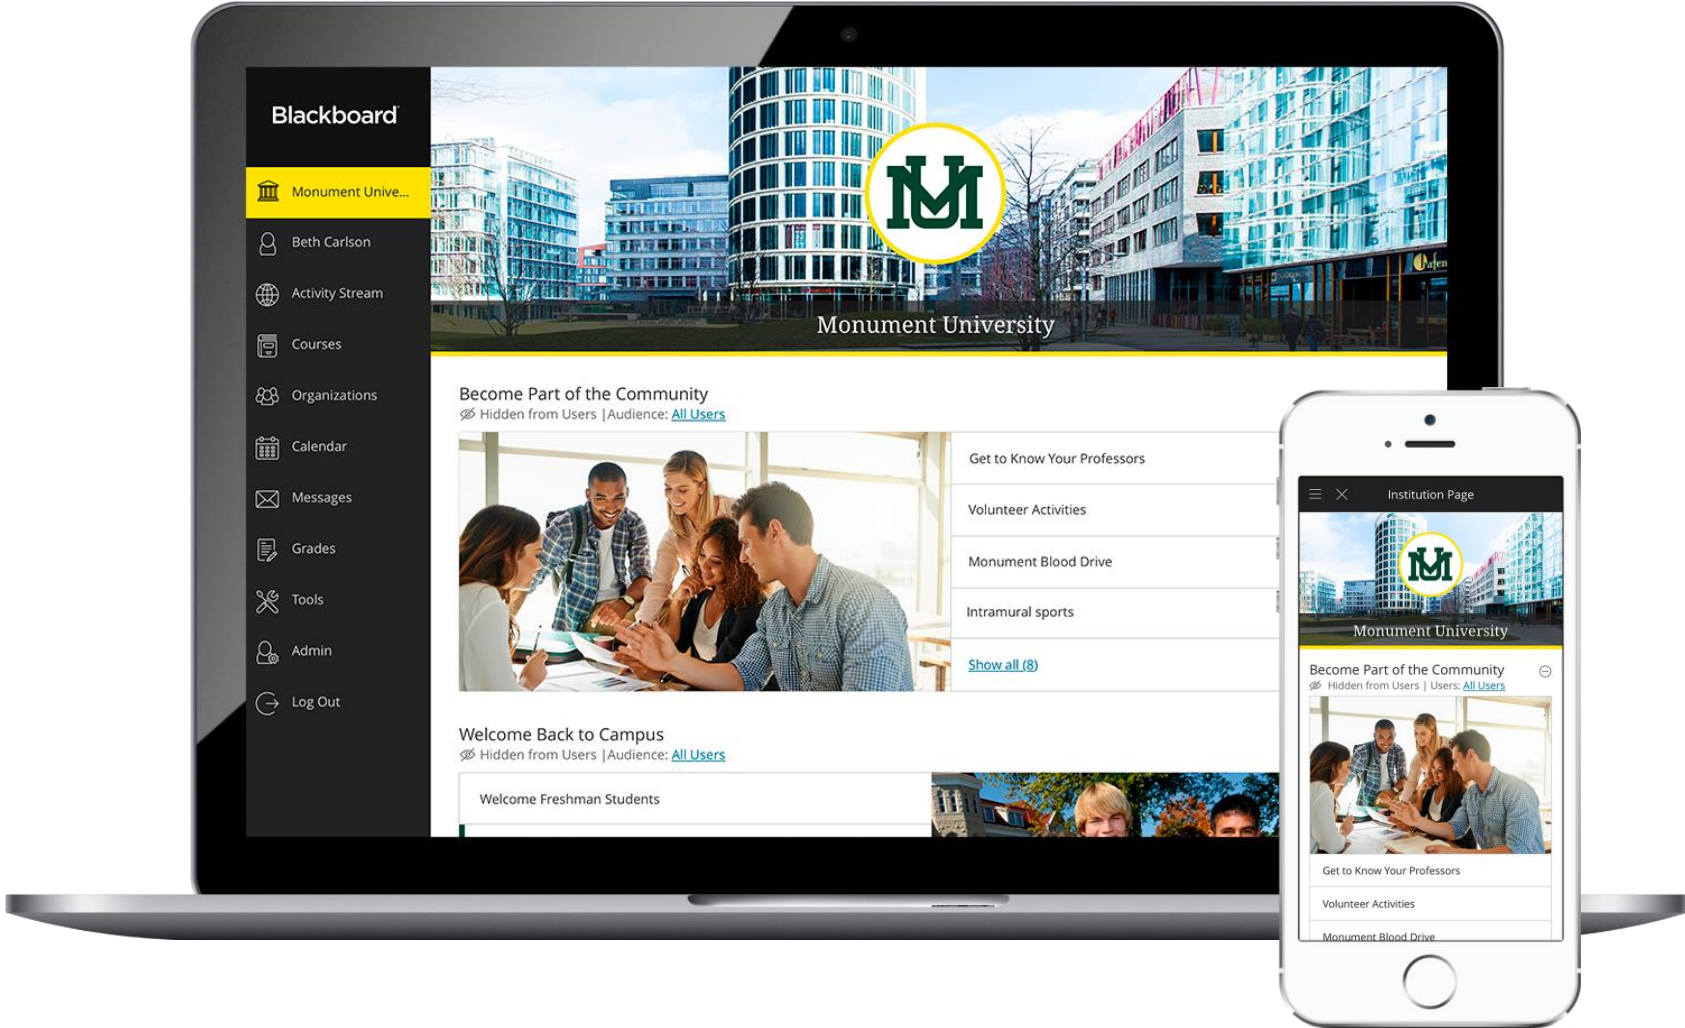 Blackboard
Monument Unive...
Beth Carlson
Activity Stream
Courses
Organizations
Calendar
Messages
Grades
Tools
Admin
Log Out
MU
Monument University
Become Part of the Community
Hidden from Users |Audience: All Users
Get to Know Your Professors
Volunteer Activities
Monument Blood Drive
Intramural sports
Show all (8)
Welcome Back to Campus
Hidden from Users |Audience: All Users
Welcome Freshman Students
Institution Page
MU
Monument University
Become Part of the Community
Hidden from Users | Users: All Users
Get to Know Your Professors
Volunteer Activities
Monument Blood Drive